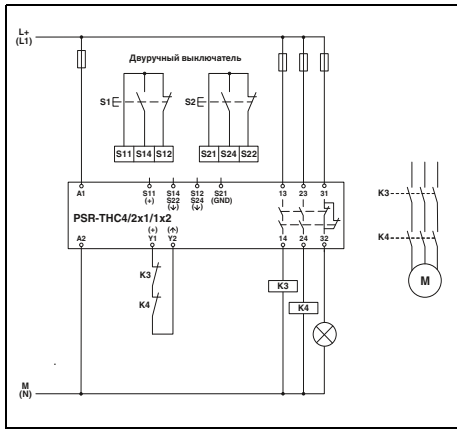 L+
(L1)
Двуручный выключатель
S1 S2
S11 S14 S12 S21 S24 S22
A1 S11 S14 S12 S21 13 23 31
(+) S22 S24 (GND)
(↓) (↓)
PSR-THC4/2x1/1x2
(+) (↑)
A2 Y1 Y2 14 24 32
K3
K4
K3
K4
K3
K4
M
M
(N)